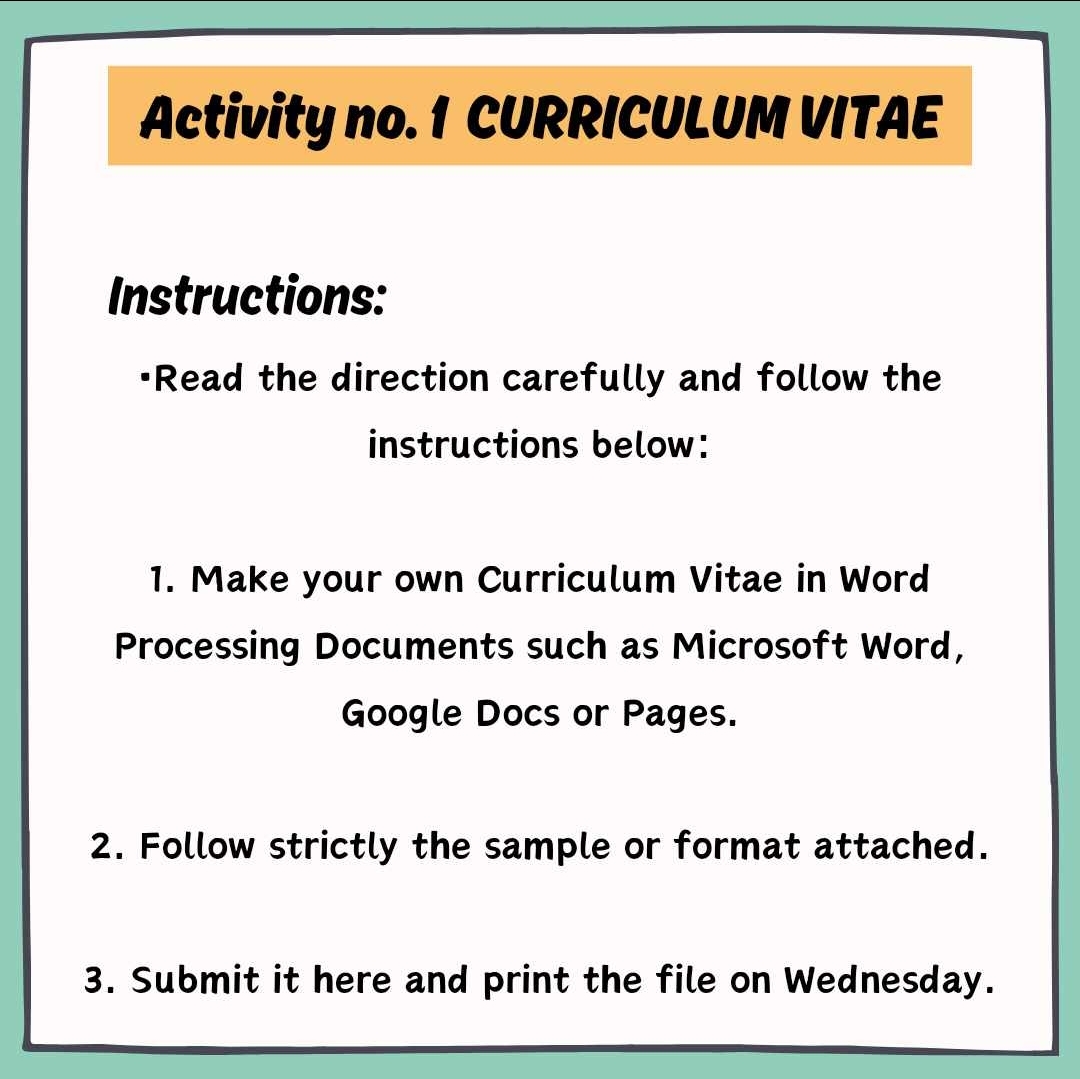 Activity no. 1 CURRICULUM VITAE
Instructions:
•Read the direction carefully and follow the
instructions below:
1. Make your own Curriculum Vitae in Word
Processing Documents such as Microsoft Word,
Google Docs or Pages.
2. Follow strictly the sample or format attached.
3. Submit it here and print the file on Wednesday.